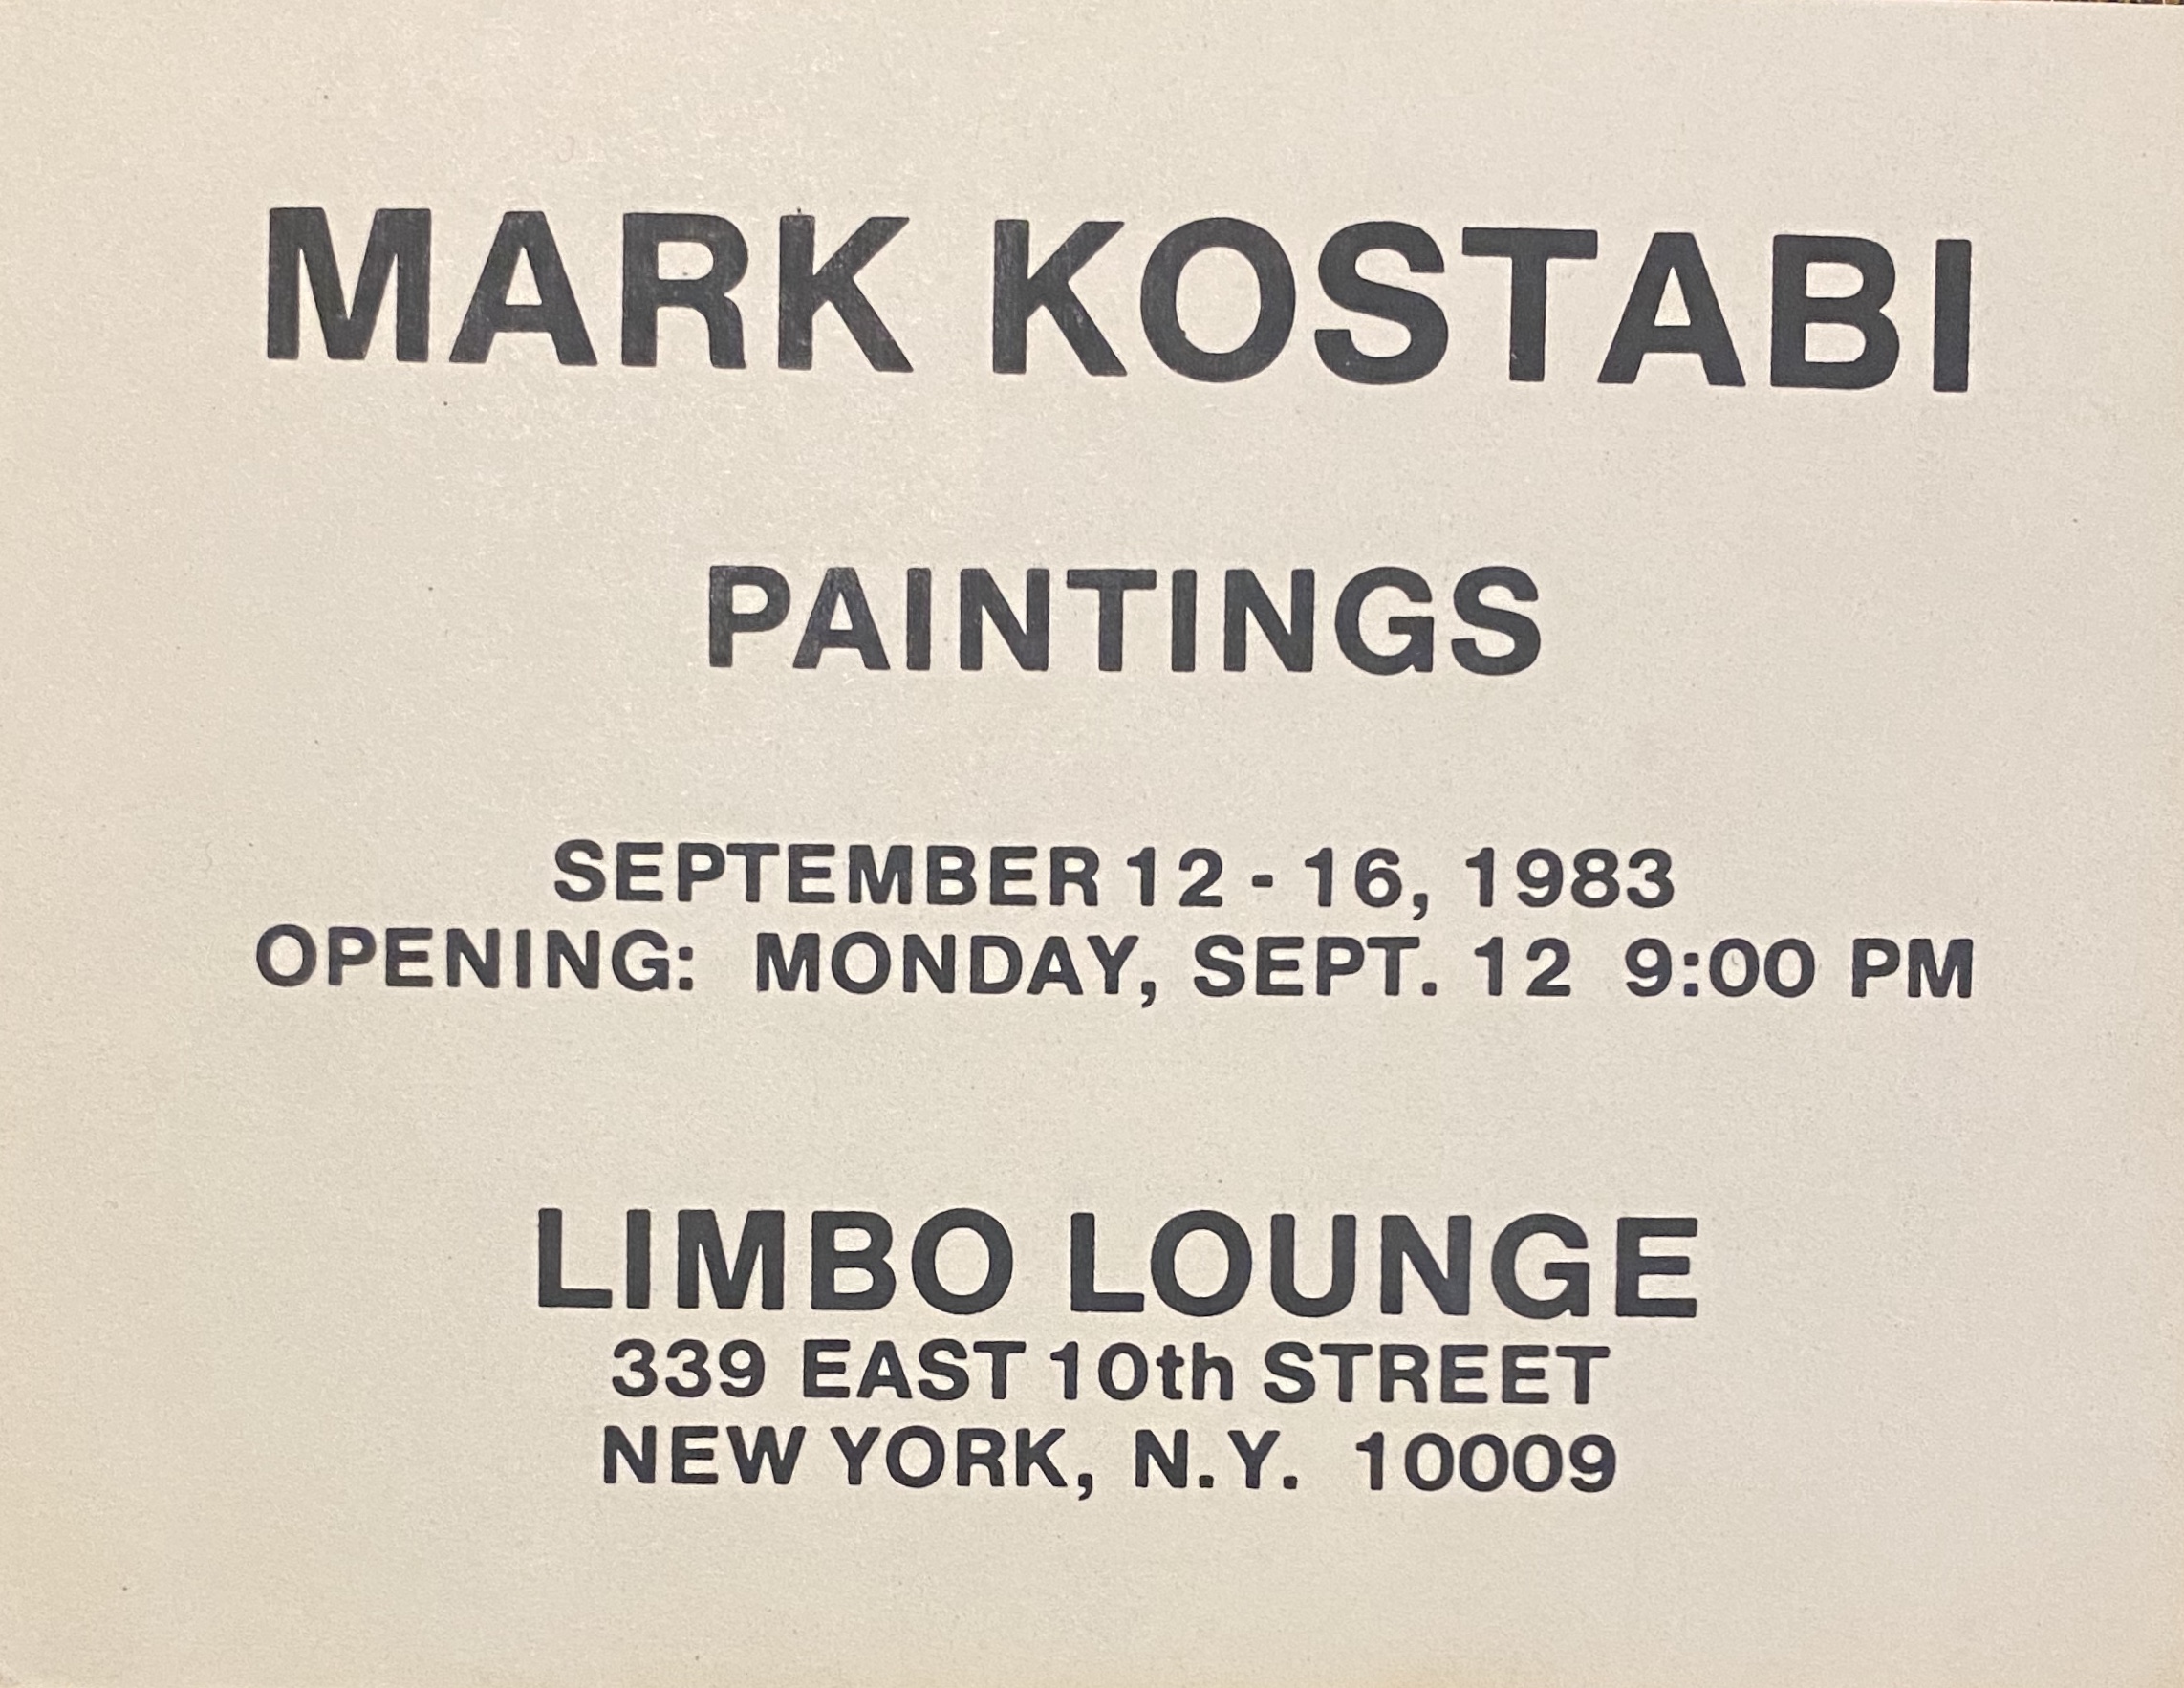 MARK KOSTABI
PAINTINGS
SEPTEMBER 12 - 16, 1983
OPENING: MONDAY, SEPT. 12 9:00 PM
LIMBO LOUNGE
339 EAST 10th STREET
NEW YORK, N.Y. 10009